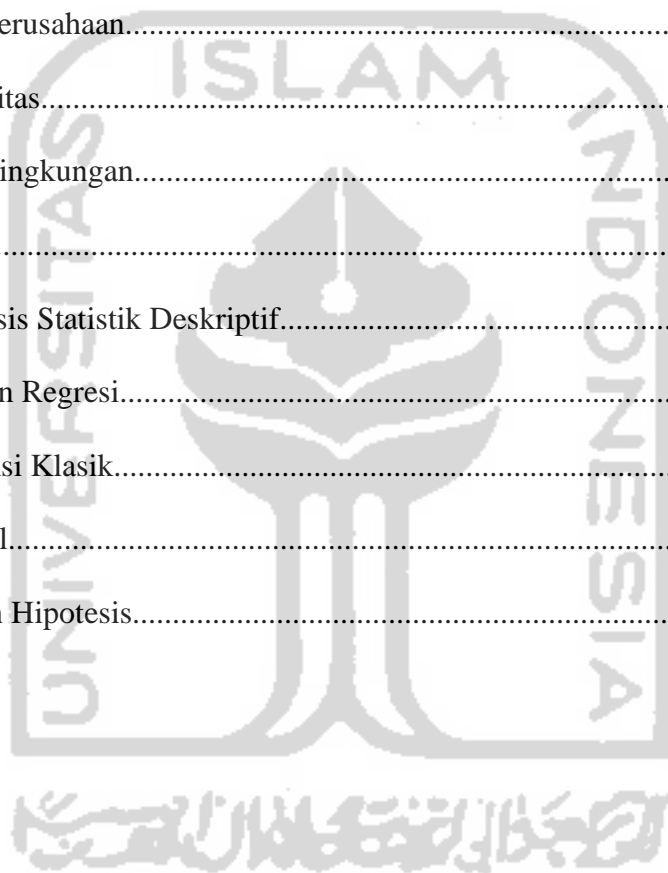 erusahaan....................................................................
itas....................................................................
ingkungan....................................................................
....................................................................
sis Statistik Deskriptif....................................................................
n Regresi....................................................................
si Klasik....................................................................
l....................................................................
n Hipotesis....................................................................
UNIVERSITAS
ISLAM
INDONESIA